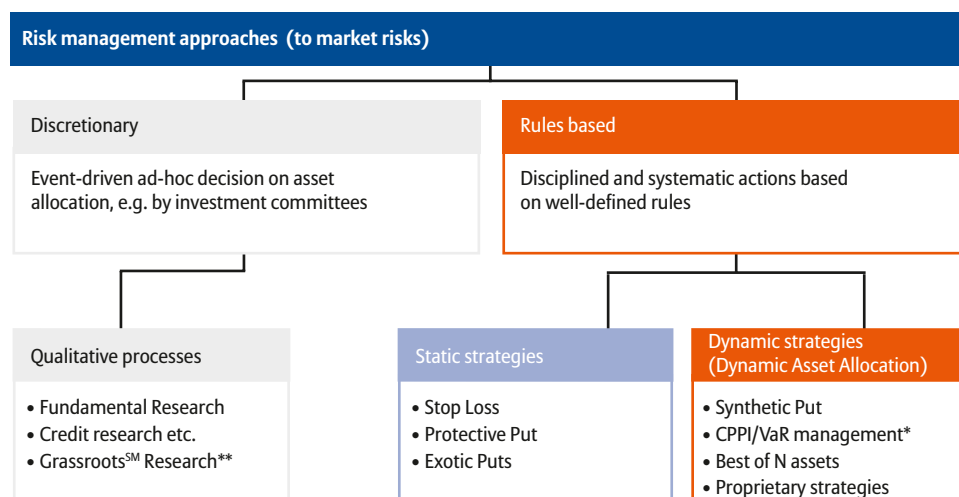 Risk management approaches (to market risks)
Discretionary
Event-driven ad-hoc decision on asset
allocation, e.g. by investment committees
Rules based
Disciplined and systematic actions based
on well-defined rules
Qualitative processes
• Fundamental Research
• Credit research etc.
• Grassroots℠ Research**
Static strategies
• Stop Loss
• Protective Put
• Exotic Puts
Dynamic strategies
(Dynamic Asset Allocation)
• Synthetic Put
• CPPI/VaR management*
• Best of N assets
• Proprietary strategies